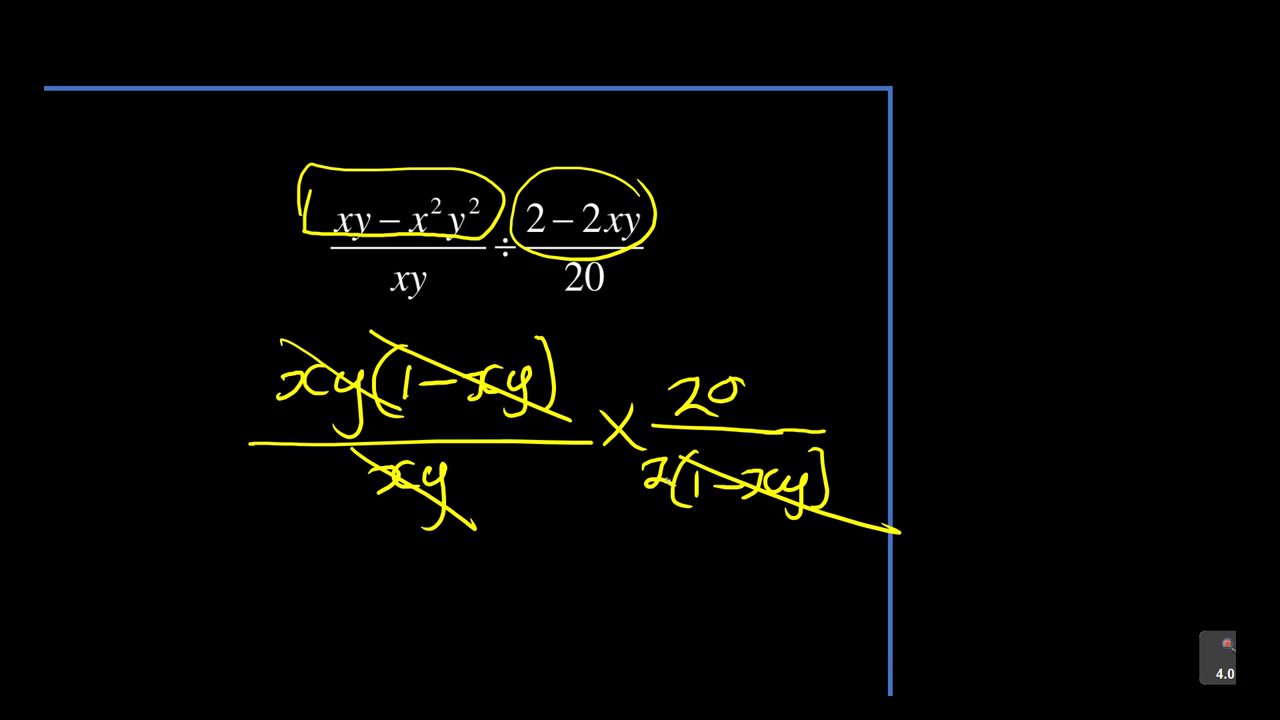 xy − x²y² / xy ÷ 2 − 2xy / 20
xy(1−xy) / xy × 20 / 2(1−xy)
4.0